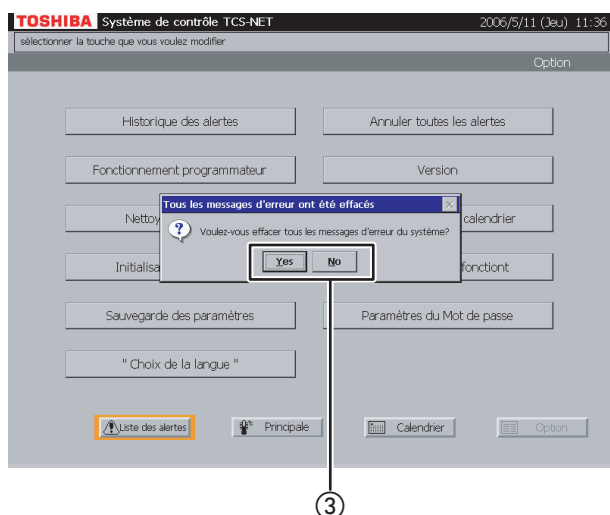 TOSHIBA Système de contrôle TCS-NET 2006/5/11 (Jeu) 11:36
sélectionner la touche que vous voulez modifier
Option
Historique des alertes Annuler toutes les alertes
Fonctionnement programmateur Version
Tous les messages d'erreur ont été effacés
Nettoy calendrier
Voulez-vous effacer tous les messages d'erreur du système?
Yes No
Initialisa fonctiont
Sauvegarde des paramètres Paramètres du Mot de passe
" Choix de la langue "
Liste des alertes Principale Calendrier Option
③